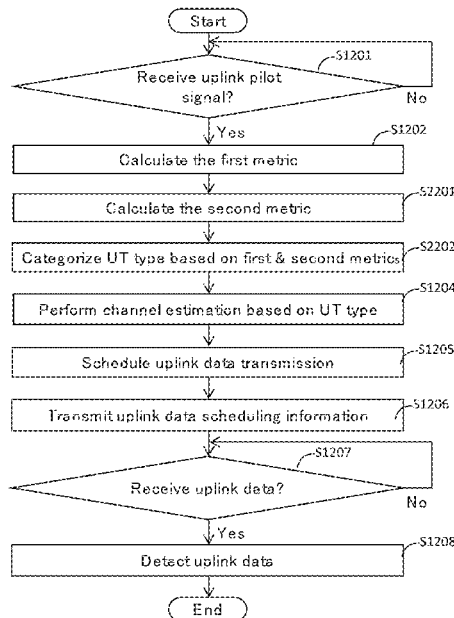 Start
S1201
Receive uplink pilot
signal?
No
Yes
S1202
Calculate the first metric
S2201
Calculate the second metric
S2202
Categorize UT type based on first & second metrics
S1204
Perform channel estimation based on UT type
S1205
Schedule uplink data transmission
S1206
Transmit uplink data scheduling information
S1207
Receive uplink data?
No
Yes
S1208
Detect uplink data
End